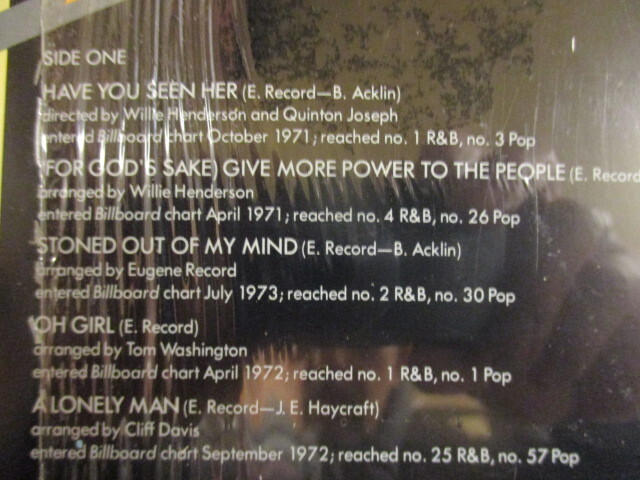 SIDE ONE
HAVE YOU SEEN HER (E. Record—B. Acklin)
directed by Willie Henderson and Quinton Joseph
entered Billboard chart October 1971; reached no. 1 R&B, no. 3 Pop
(FOR GOD'S SAKE) GIVE MORE POWER TO THE PEOPLE (E. Record
arranged by Willie Henderson
entered Billboard chart April 1971; reached no. 4 R&B, no. 26 Pop
STONED OUT OF MY MIND (E. Record—B. Acklin)
arranged by Eugene Record
entered Billboard chart July 1973; reached no. 2 R&B, no. 30 Pop
OH GIRL (E. Record)
arranged by Tom Washington
entered Billboard chart April 1972; reached no. 1 R&B, no. 1 Pop
A LONELY MAN (E. Record—J. E. Haycraft)
arranged by Cliff Davis
entered Billboard chart September 1972; reached no. 25 R&B, no. 57 Pop